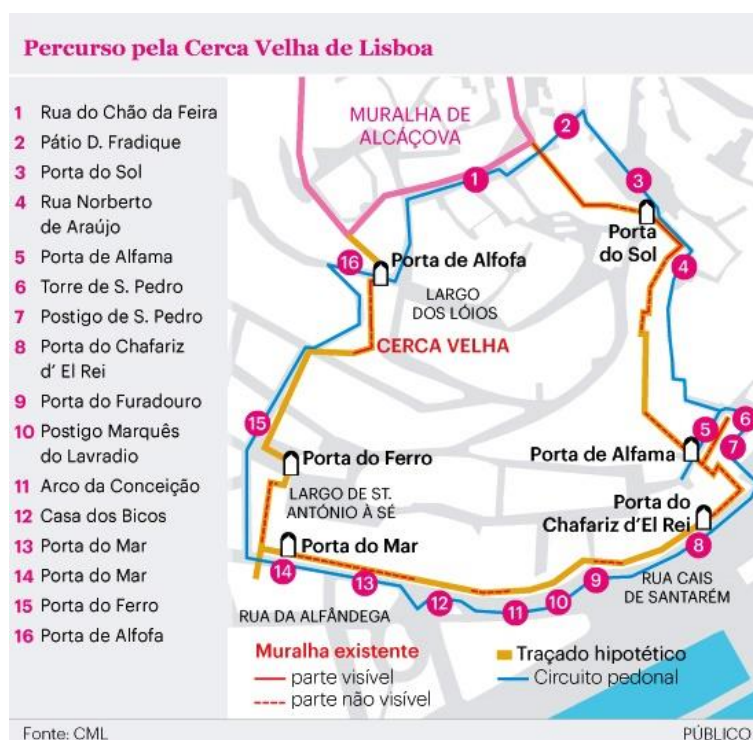 Percurso pela Cerca Velha de Lisboa
1 Rua do Chão da Feira
2 Pátio D. Fradique
3 Porta do Sol
4 Rua Norberto
de Araújo
5 Porta de Alfama
6 Torre de S. Pedro
7 Postigo de S. Pedro
8 Porta do Chafariz
d' El Rei
9 Porta do Furadouro
10 Postigo Marquês
do Lavradio
11 Arco da Conceição
12 Casa dos Bicos
13 Porta do Mar
14 Porta do Mar
15 Porta do Ferro
16 Porta de Alfofa
MURALHA DE
ALCÁÇOVA
2
1
3
Porta
do Sol
16
Porta de Alfofa
4
LARGO
DOS LÓIOS
CERCA VELHA
15
6
5
7
Porta do Ferro
Porta de Alfama
LARGO DE ST.
ANTÓNIO À SÉ
Porta do
Chafariz d'El Rei
Porta do Mar
8
14
13
12
11
10
9
RUA CAIS
DE SANTARÉM
RUA DA ALFÂNDEGA
Muralha existente
parte visível
parte não visível
Traçado hipotético
Circuito pedonal
Fonte: CML
PÚBLICO